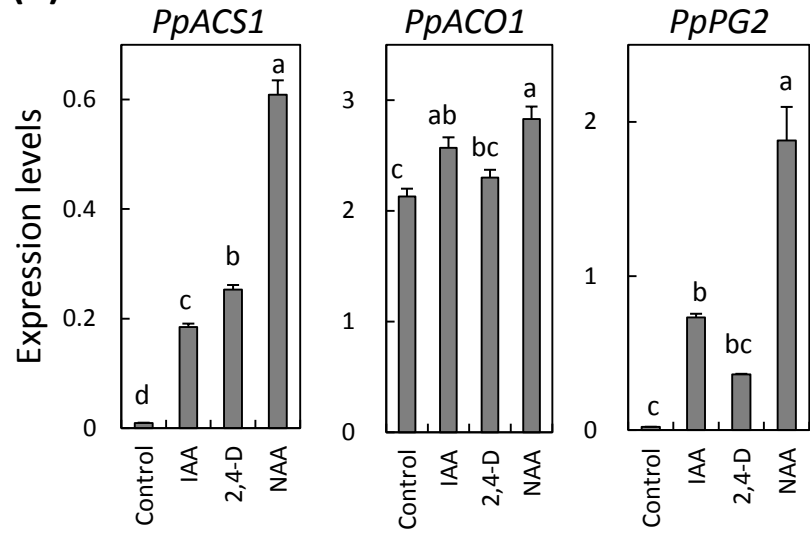 PpACS1
PpACO1
PpPG2
Expression levels
0.6
0.4
0.2
0
d
c
b
a
Control
IAA
2,4-D
NAA
3
2
1
0
c
ab
bc
a
Control
IAA
2,4-D
NAA
2
1
0
c
b
bc
a
Control
IAA
2,4-D
NAA